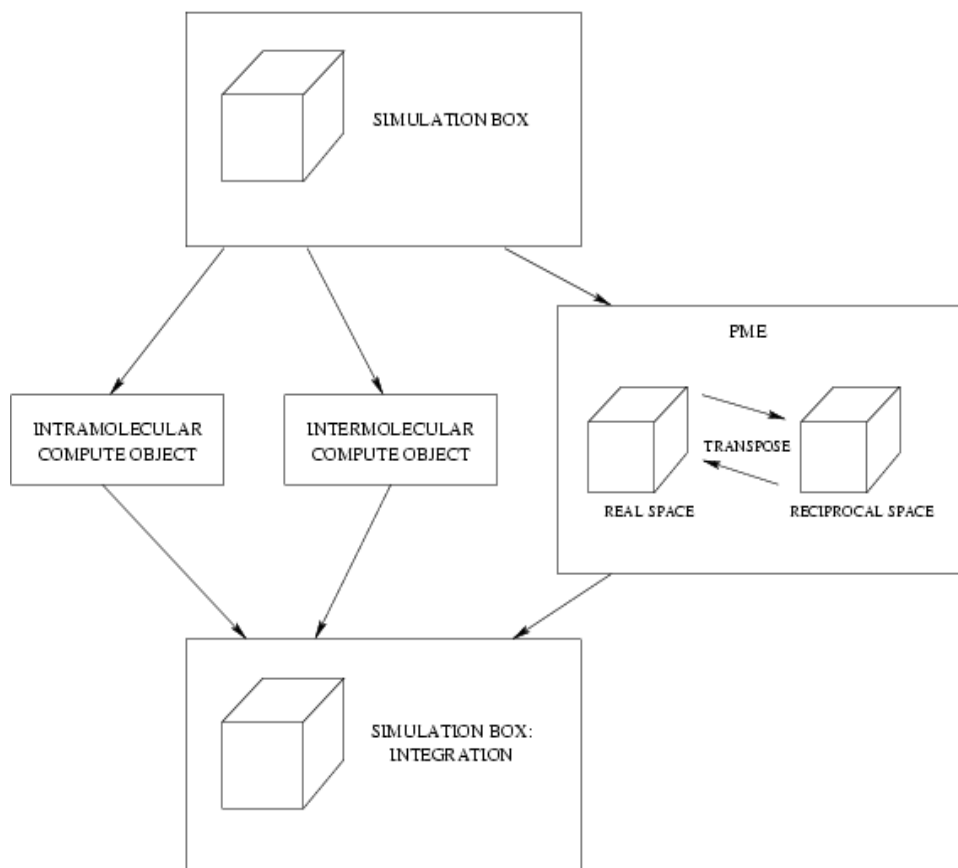 SIMULATION BOX
PME
INTRAMOLECULAR
COMPUTE OBJECT
INTERMOLECULAR
COMPUTE OBJECT
TRANSPOSE
REAL SPACE
RECIPROCAL SPACE
SIMULATION BOX:
INTEGRATION